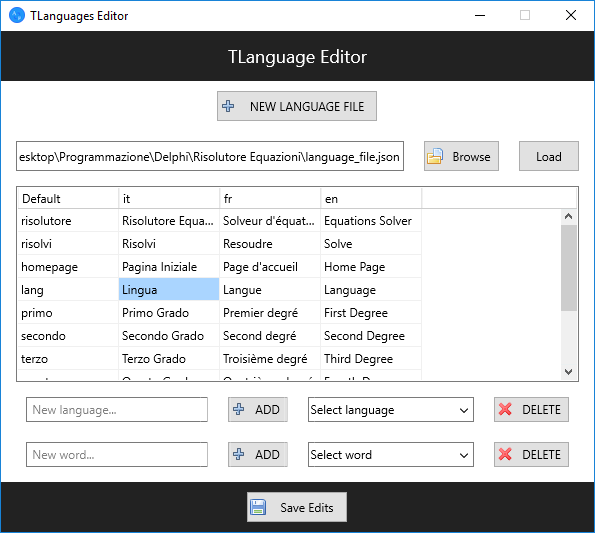 TLanguages Editor
TLanguage Editor
NEW LANGUAGE FILE
esktop\Programmazione\Delphi\Risolutore Equazioni\language_file.json Browse Load
Default it fr en
risolutore Risolutore Equa... Solveur d'équat... Equations Solver
risolvi Risolvi Resoudre Solve
homepage Pagina Iniziale Page d'accueil Home Page
lang Lingua Langue Language
primo Primo Grado Premier degré First Degree
secondo Secondo Grado Second degré Second Degree
terzo Terzo Grado Troisième degré Third Degree
New language... ADD Select language DELETE
New word... ADD Select word DELETE
Save Edits